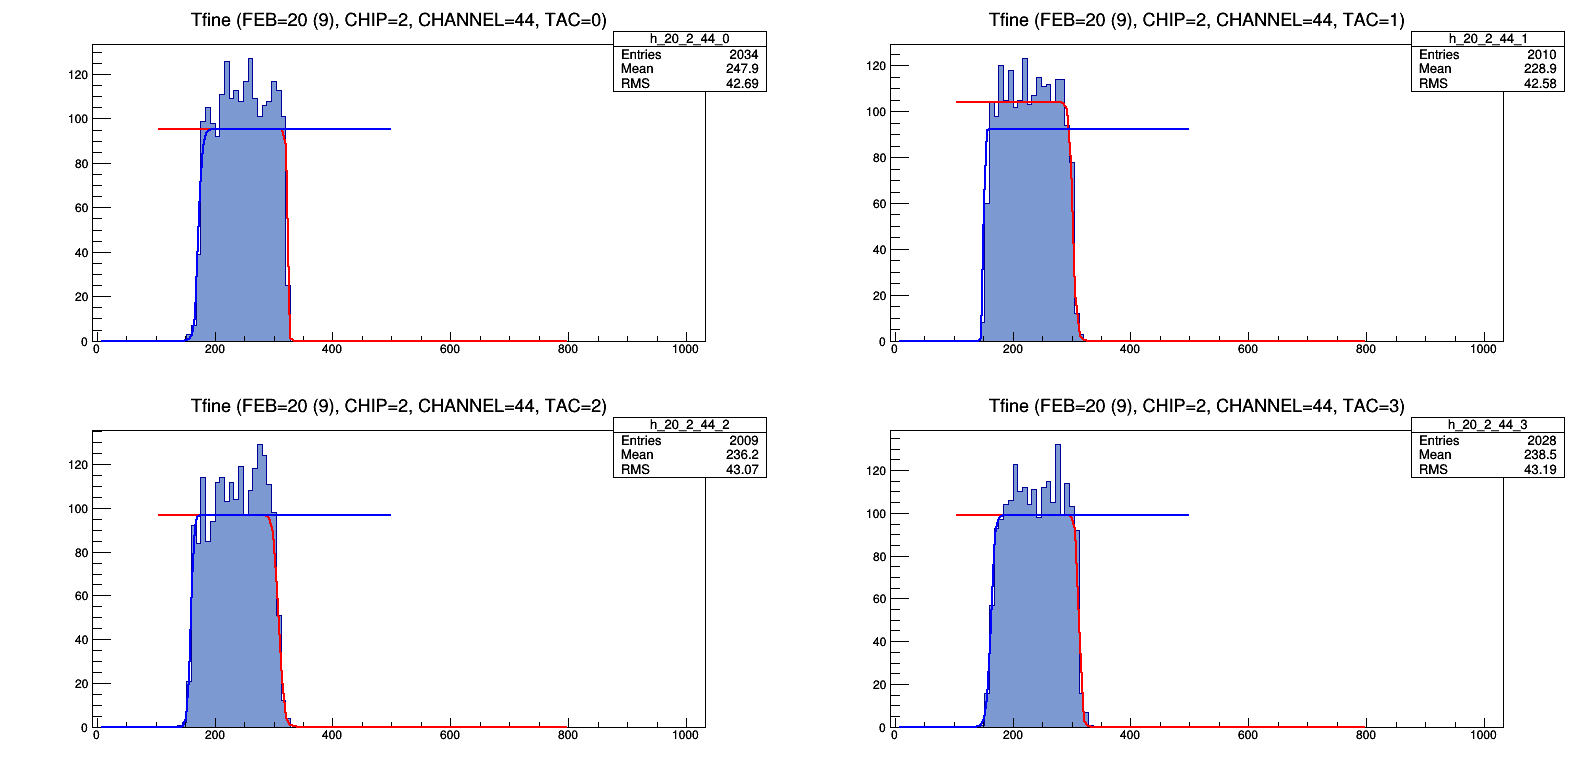 Tfine (FEB=20 (9), CHIP=2, CHANNEL=44, TAC=0)
h_20_2_44_0
Entries 2034
Mean 247.9
RMS 42.69
120
100
80
60
40
20
0
0 200 400 600 800 1000
Tfine (FEB=20 (9), CHIP=2, CHANNEL=44, TAC=1)
h_20_2_44_1
Entries 2010
Mean 228.9
RMS 42.58
120
100
80
60
40
20
0
0 200 400 600 800 1000
Tfine (FEB=20 (9), CHIP=2, CHANNEL=44, TAC=2)
h_20_2_44_2
Entries 2009
Mean 236.2
RMS 43.07
120
100
80
60
40
20
0
0 200 400 600 800 1000
Tfine (FEB=20 (9), CHIP=2, CHANNEL=44, TAC=3)
h_20_2_44_3
Entries 2028
Mean 238.5
RMS 43.19
120
100
80
60
40
20
0
0 200 400 600 800 1000